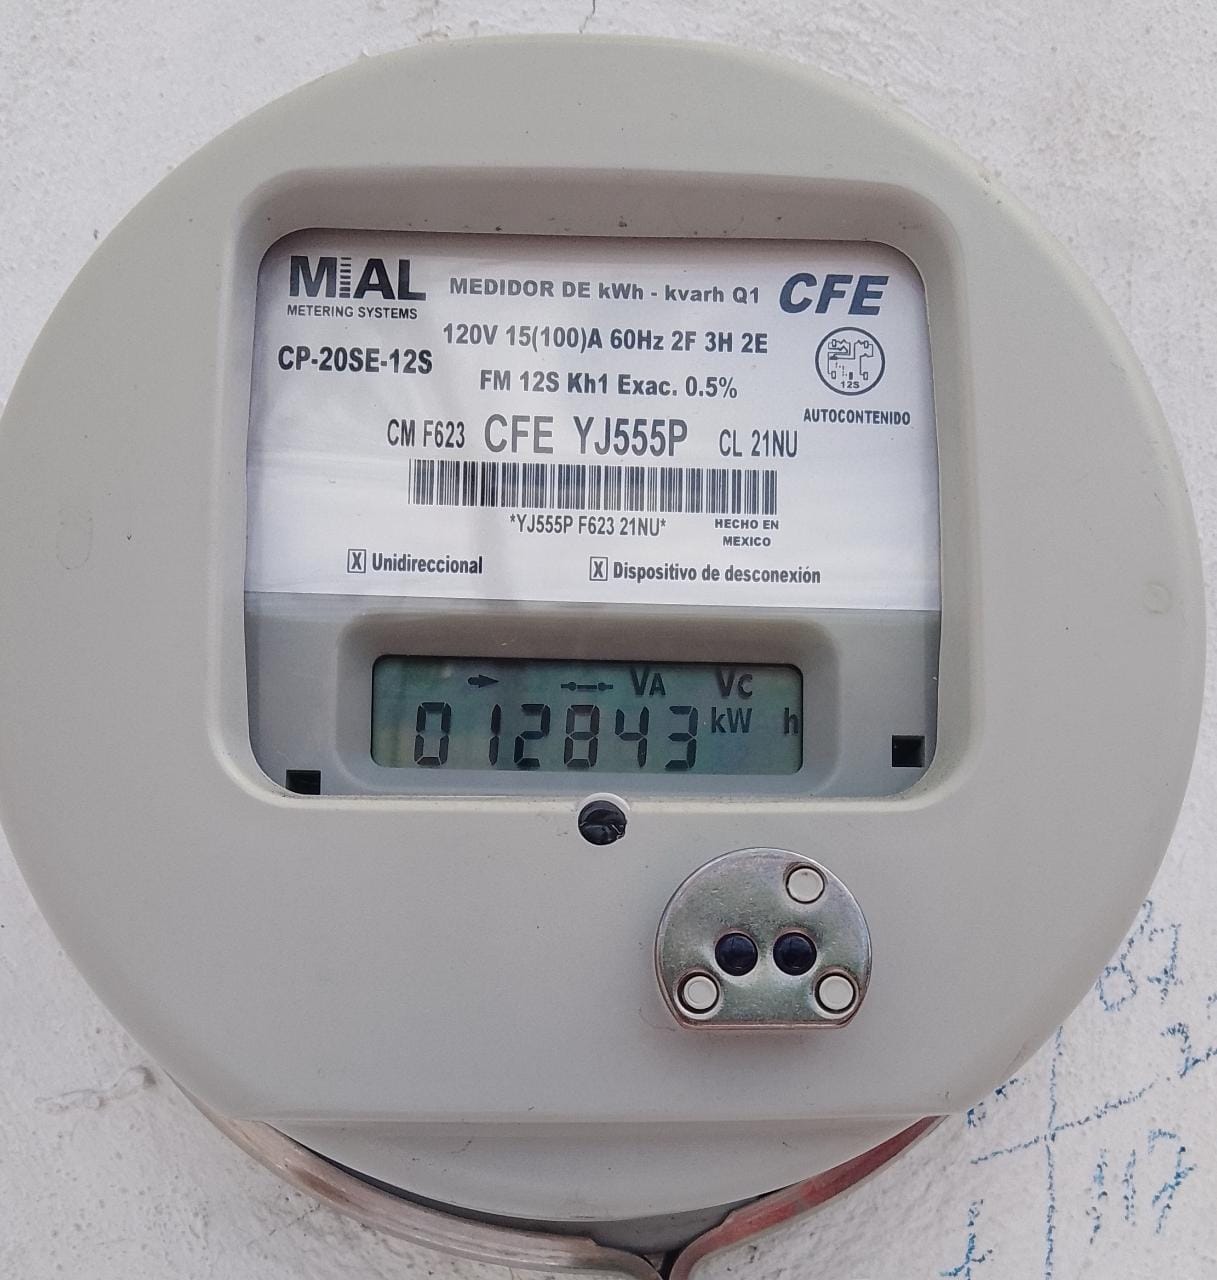 MIAL
METERING SYSTEMS
MEDIDOR DE kWh - kvarh Q1
CFE
120V 15(100)A 60Hz 2F 3H 2E
CP-20SE-12S
FM 12S Kh1 Exac. 0.5%
12S
AUTOCONTENIDO
CM F623 CFE YJ555P CL 21NU
*YJ555P F623 21NU*
HECHO EN
MEXICO
X Unidireccional
X Dispositivo de desconexión
VA VC
012843 kW h